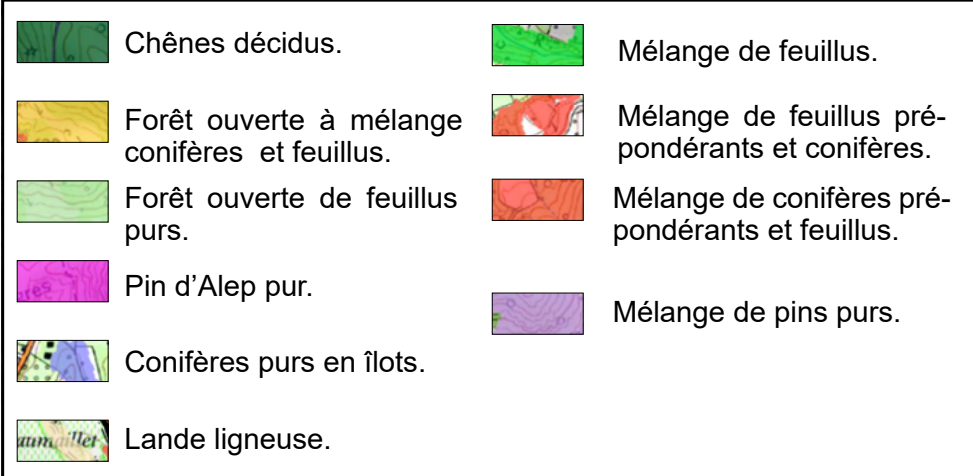 Chênes décidus.
Forêt ouverte à mélange
conifères et feuillus.
Forêt ouverte de feuillus
purs.
Pin d'Alep pur.
Conifères purs en îlots.
aumaillet
Lande ligneuse.
Mélange de feuillus.
Mélange de feuillus pré-
pondérants et conifères.
Mélange de conifères pré-
pondérants et feuillus.
Mélange de pins purs.